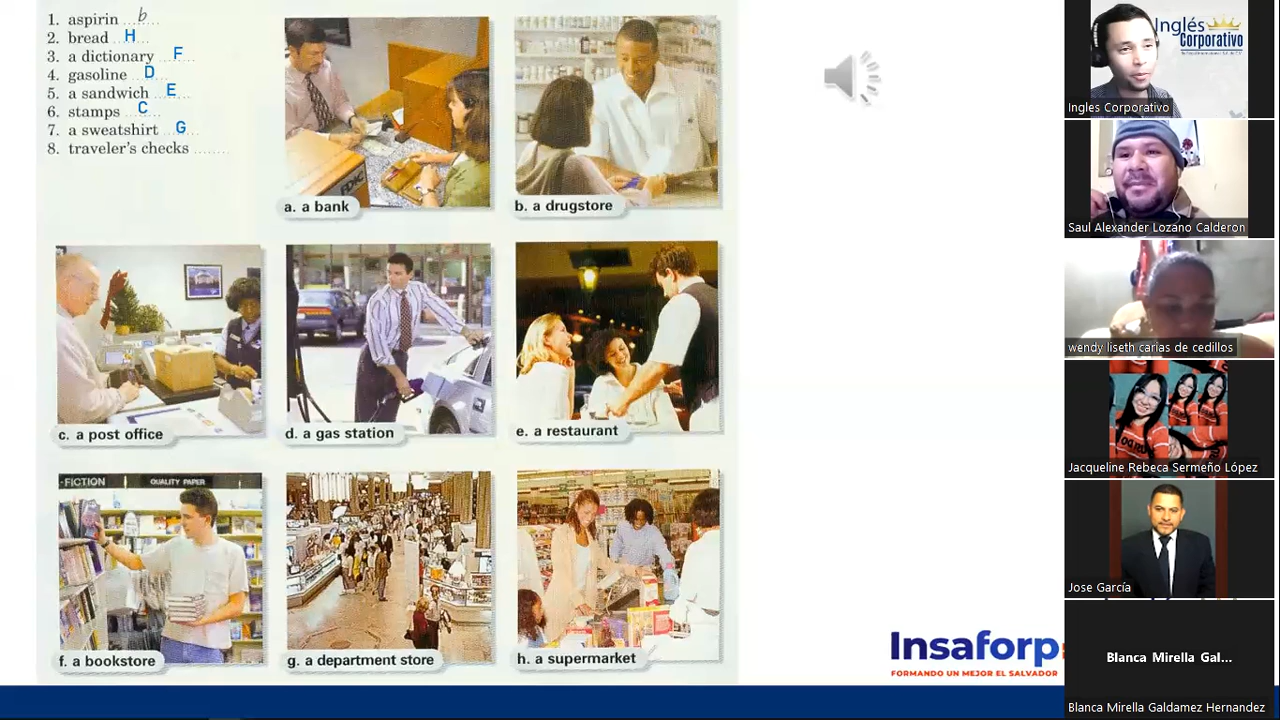 1. aspirin ...b...
2. bread ...H...
3. a dictionary ...F...
4. gasoline ...D...
5. a sandwich ...E...
6. stamps ...C...
7. a sweatshirt ...G...
8. traveler's checks ........
a. a bank
b. a drugstore
c. a post office
d. a gas station
e. a restaurant
FICTION
QUALITY PAPER
f. a bookstore
g. a department store
h. a supermarket
Insaforp
FORMANDO UN MEJOR EL SALVADOR
Inglés
Corporativo
Ingles Corporativo
Saul Alexander Lozano Calderon
wendy liseth carias de cedillos
Jacqueline Rebeca Sermeño López
Jose García
Blanca Mirella Gal...
Blanca Mirella Galdamez Hernandez